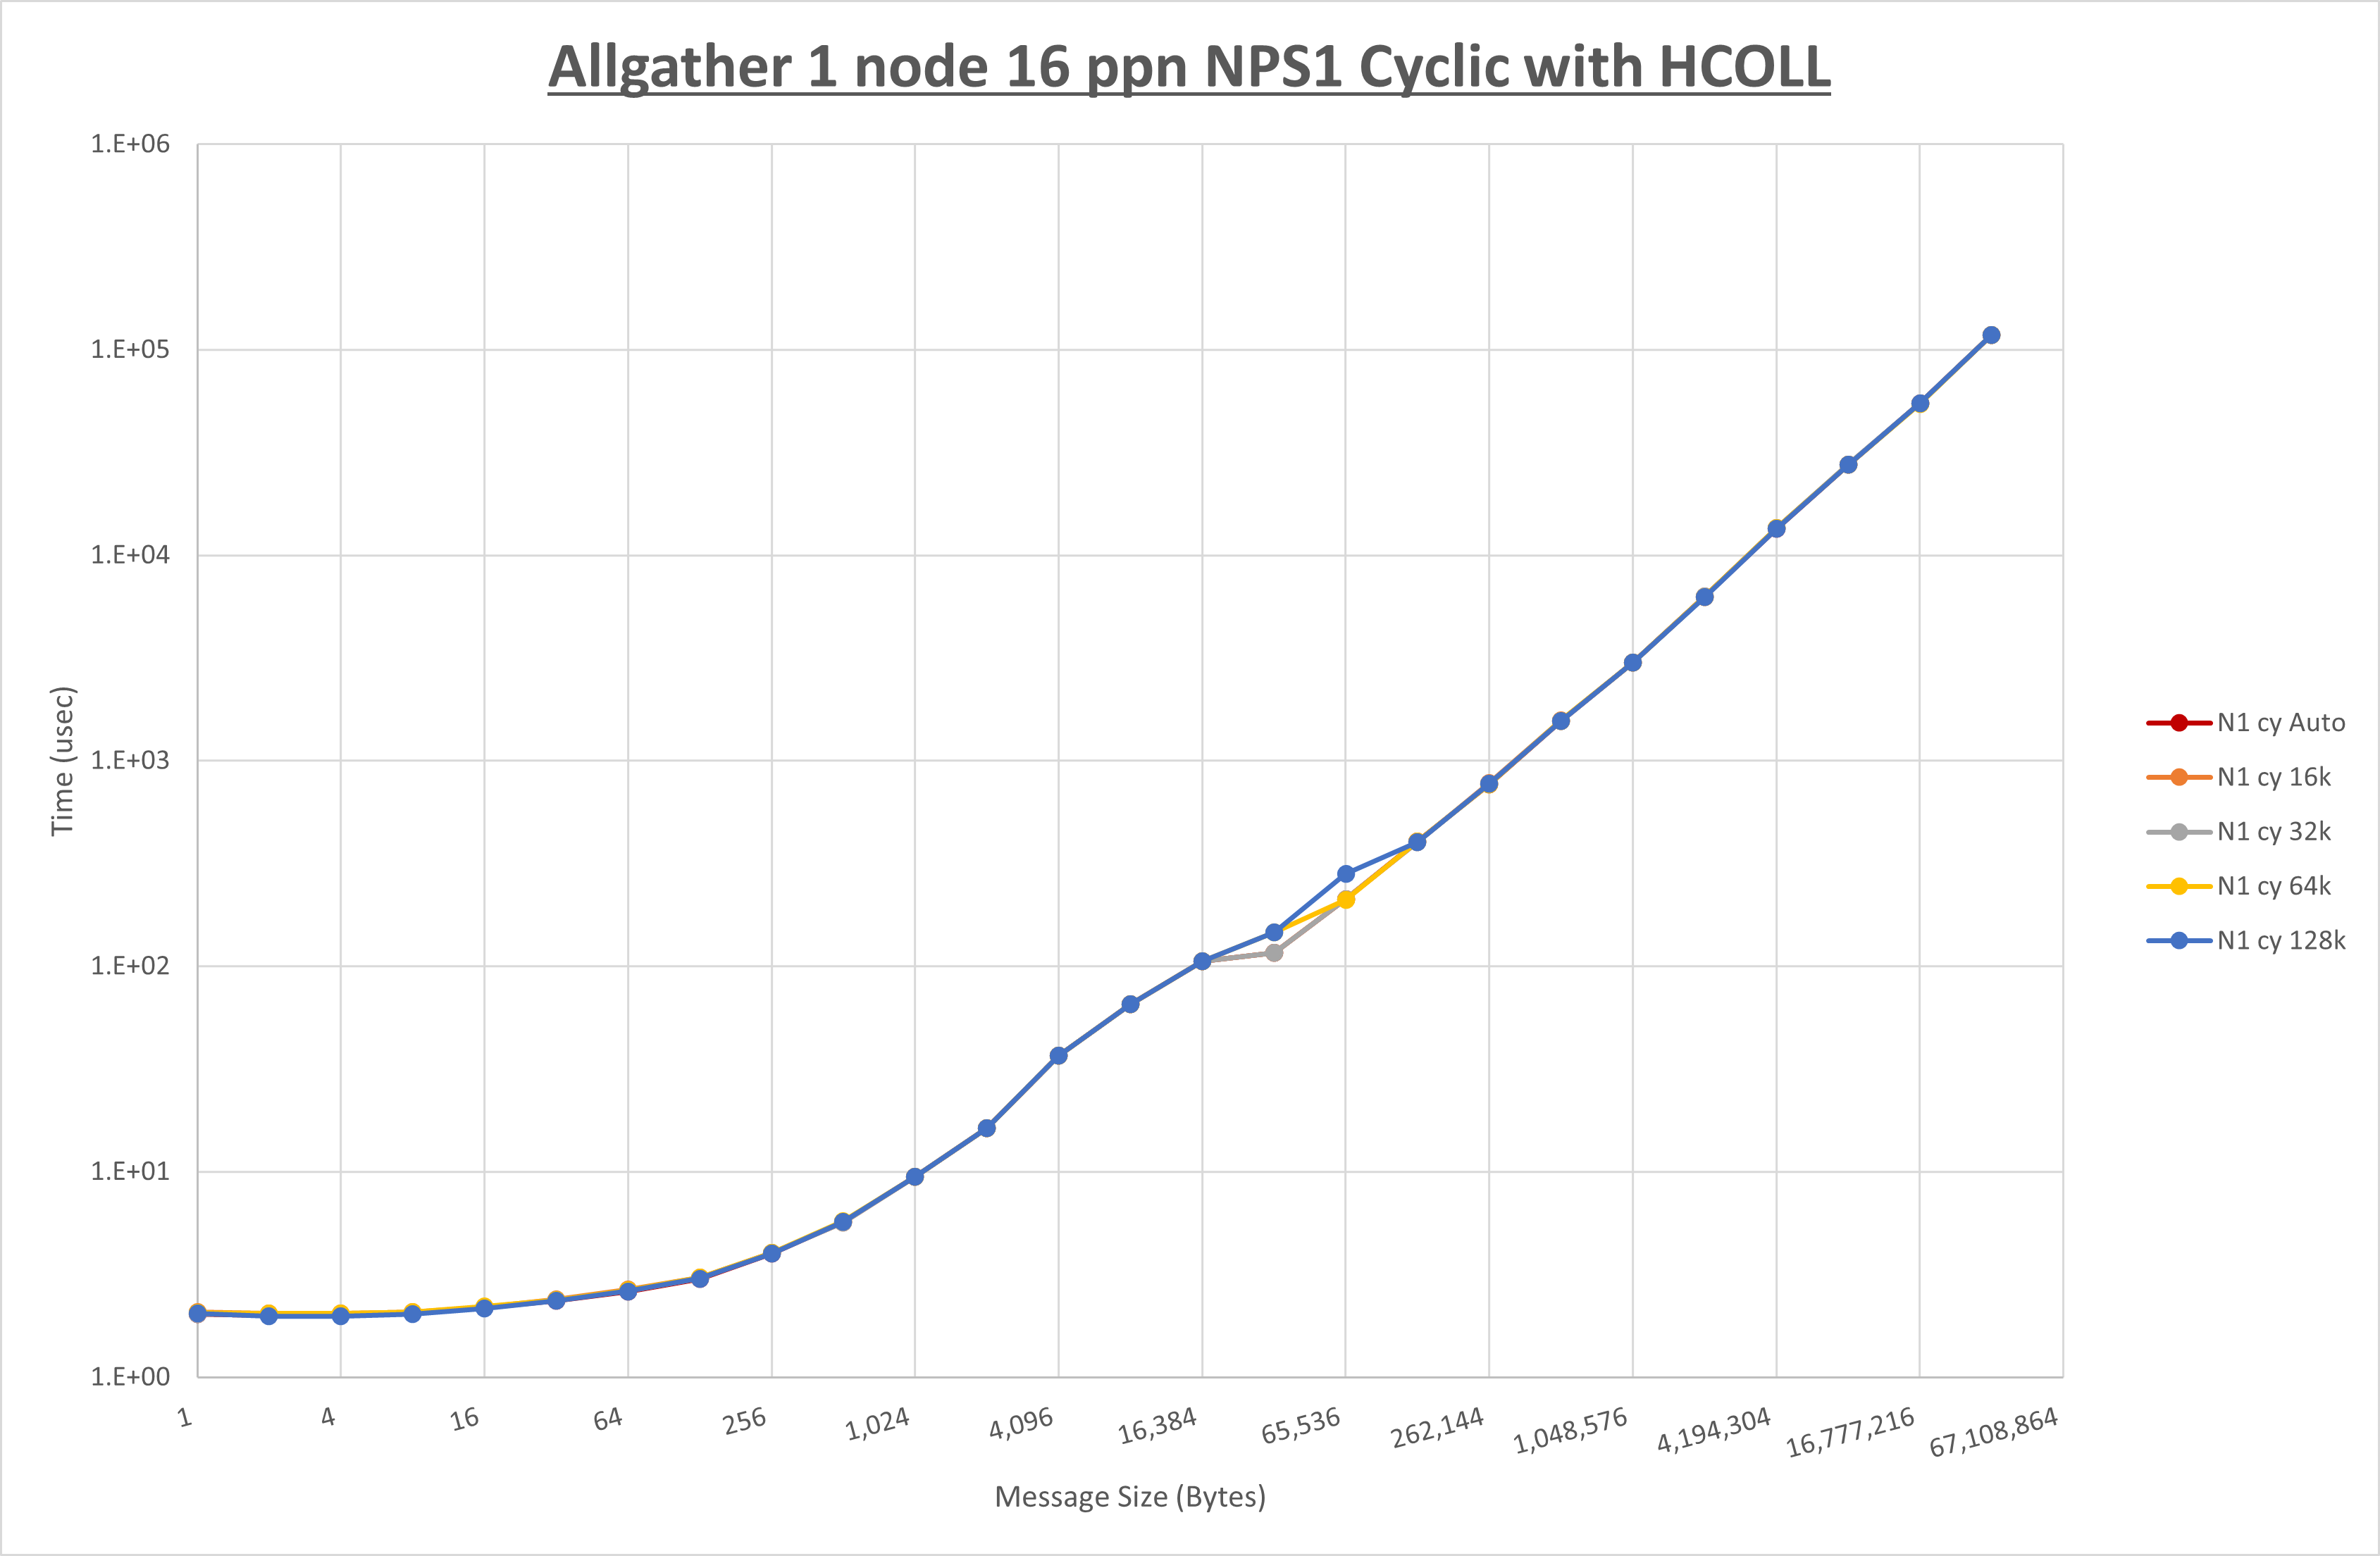 Allgather 1 node 16 ppn NPS1 Cyclic with HCOLL
1.E+06
1.E+05
1.E+04
1.E+03
1.E+02
1.E+01
1.E+00
Time (usec)
1
4
16
64
256
1,024
4,096
16,384
65,536
262,144
1,048,576
4,194,304
16,777,216
67,108,864
Message Size (Bytes)
N1 cy Auto
N1 cy 16k
N1 cy 32k
N1 cy 64k
N1 cy 128k